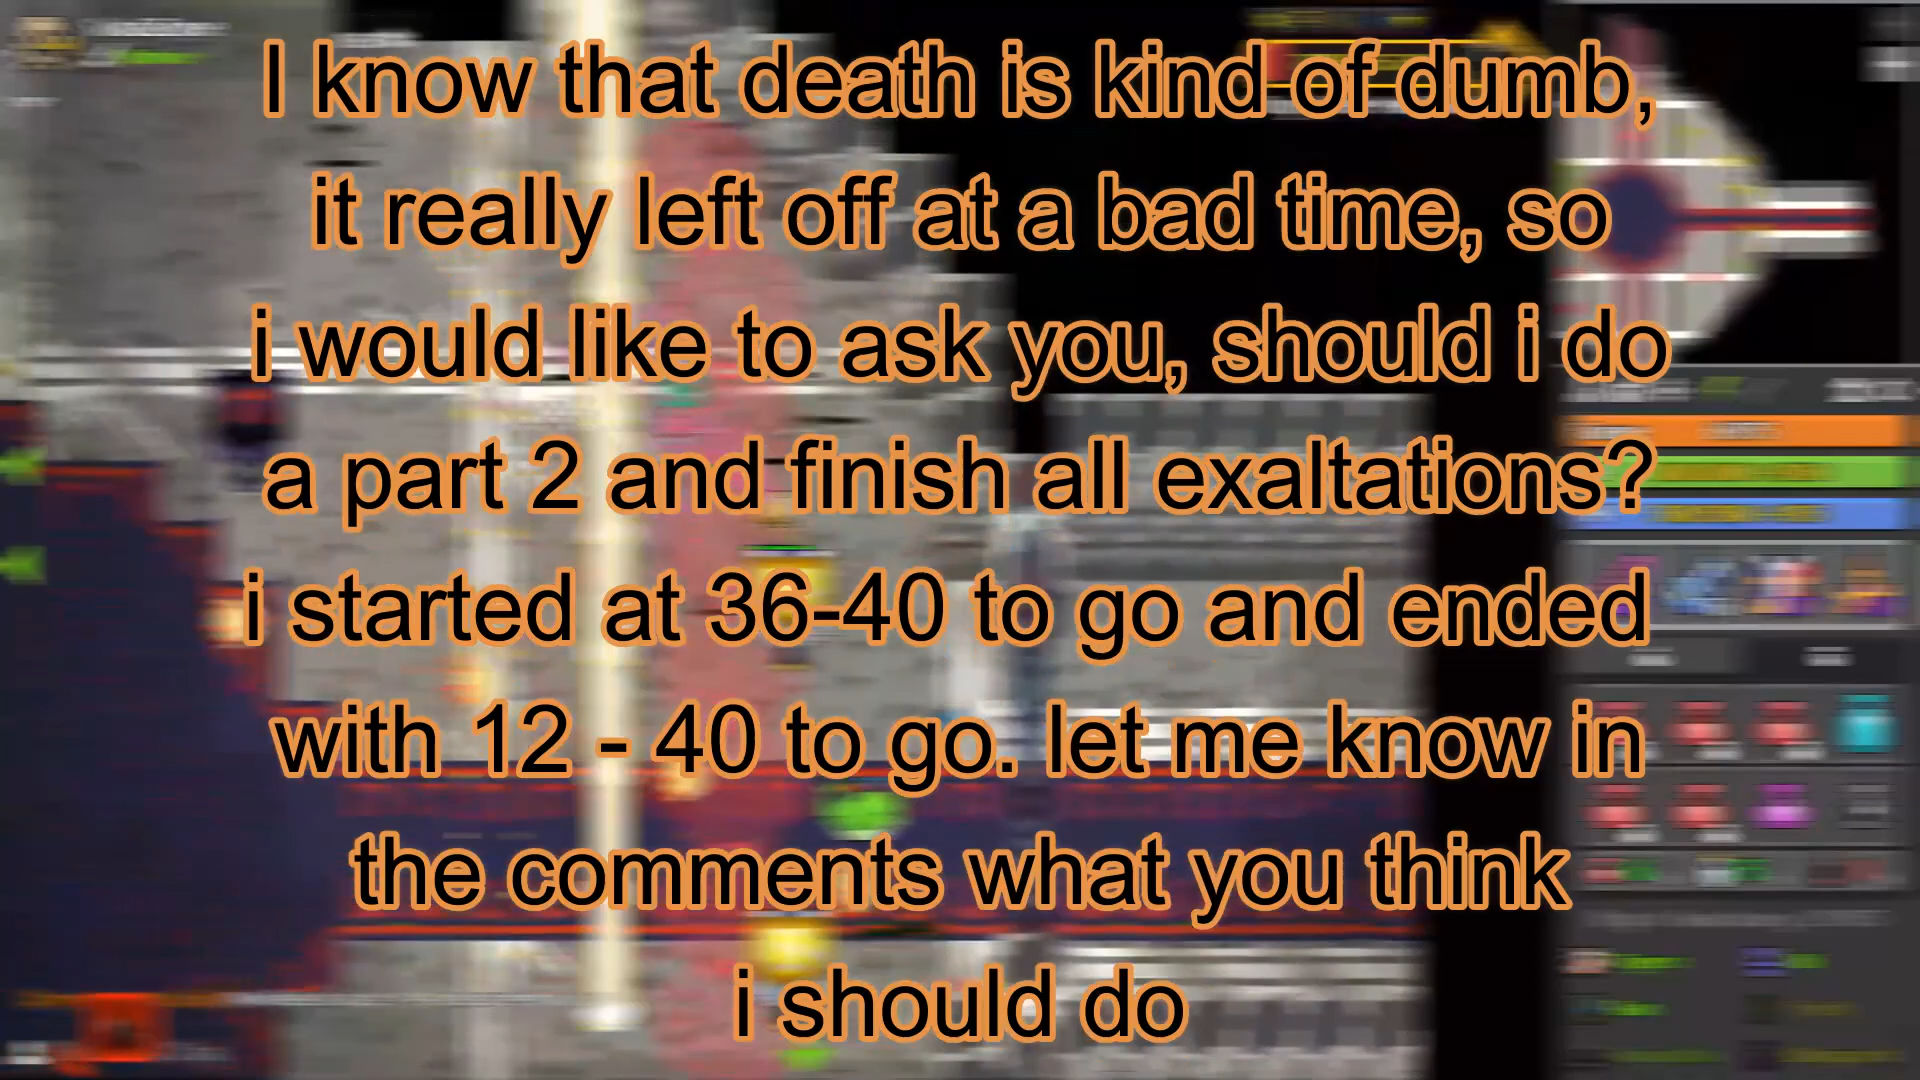 I know that death is kind of dumb,
it really left off at a bad time, so
i would like to ask you, should i do
a part 2 and finish all exaltations?
i started at 36-40 to go and ended
with 12 - 40 to go. let me know in
the comments what you think
i should do